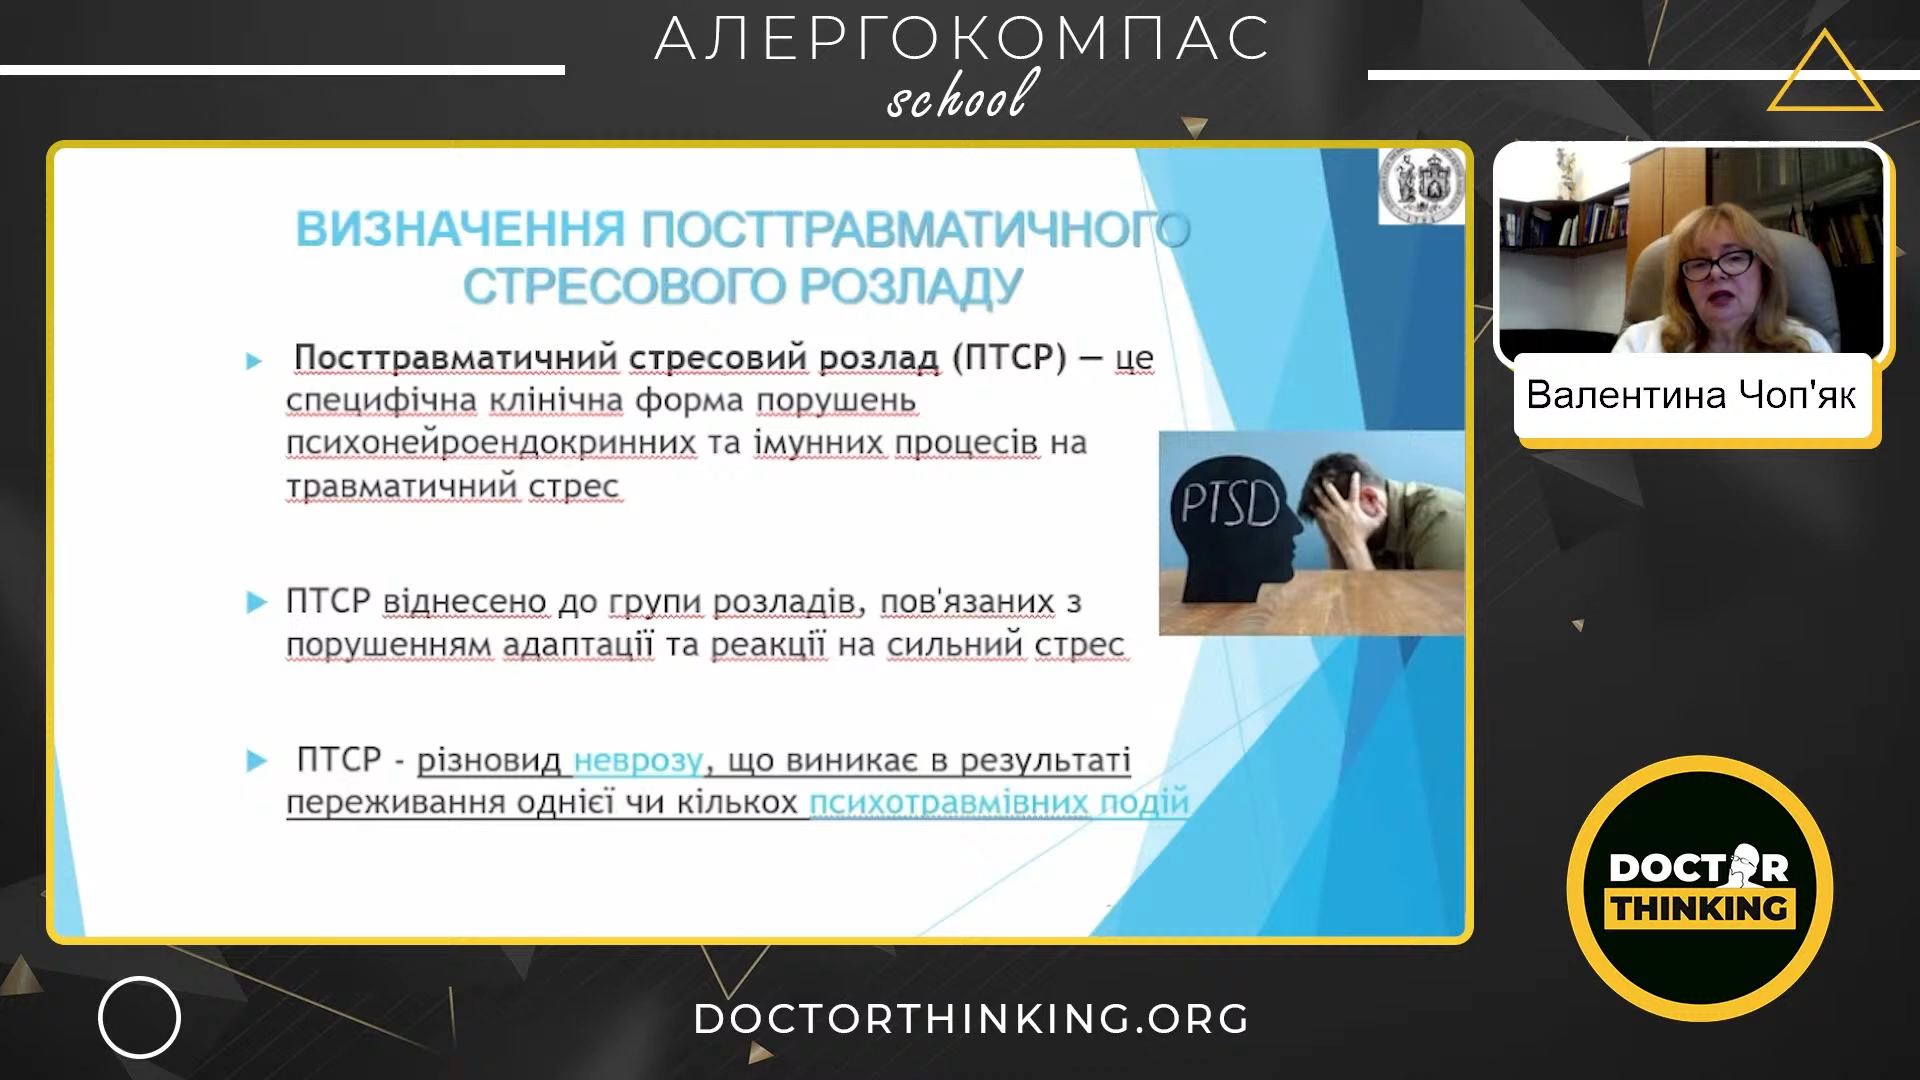 АЛЕРГОКОМПАС
school
ВИЗНАЧЕННЯ ПОСТТРАВМАТИЧНОГО
СТРЕСОВОГО РОЗЛАДУ
Посттравматичний стресовий розлад (ПТСР) — це
специфічна клінічна форма порушень
психонейроендокринних та імунних процесів на
травматичний стрес
PTSD
ПТСР віднесено до групи розладів, пов'язаних з
порушенням адаптації та реакції на сильний стрес
ПТСР - різновид неврозу, що виникає в результаті
переживання однієї чи кількох психотравмівних подій
Валентина Чоп'як
DOCTOR
THINKING
DOCTORTHINKING.ORG